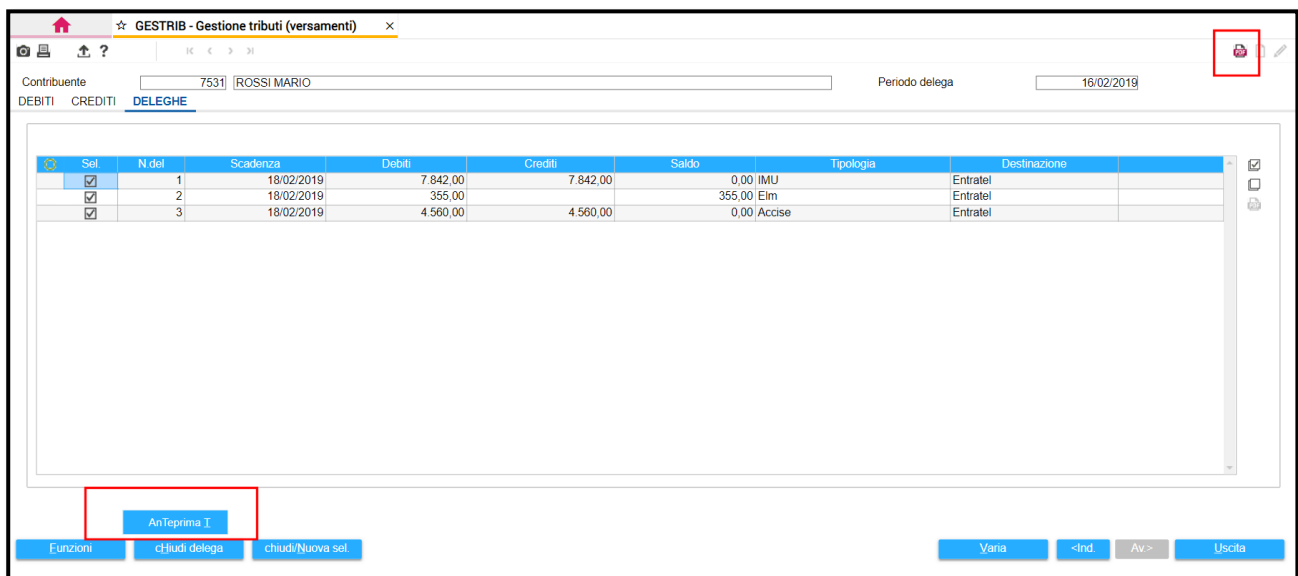 ☆ GESTRIB - Gestione tributi (versamenti) ×
?
Contribuente 7531 ROSSI MARIO Periodo delega 16/02/2019
DEBITI CREDITI DELEGHE
Sel. N.del Scadenza Debiti Crediti Saldo Tipologia Destinazione
1 18/02/2019 7.842,00 7.842,00 0,00 IMU Entratel
2 18/02/2019 355,00 355,00 Elm Entratel
3 18/02/2019 4.560,00 4.560,00 0,00 Accise Entratel
AnTeprima T
Funzioni cHiudi delega chiudi/Nuova sel. Varia <Ind. Av.> Uscita